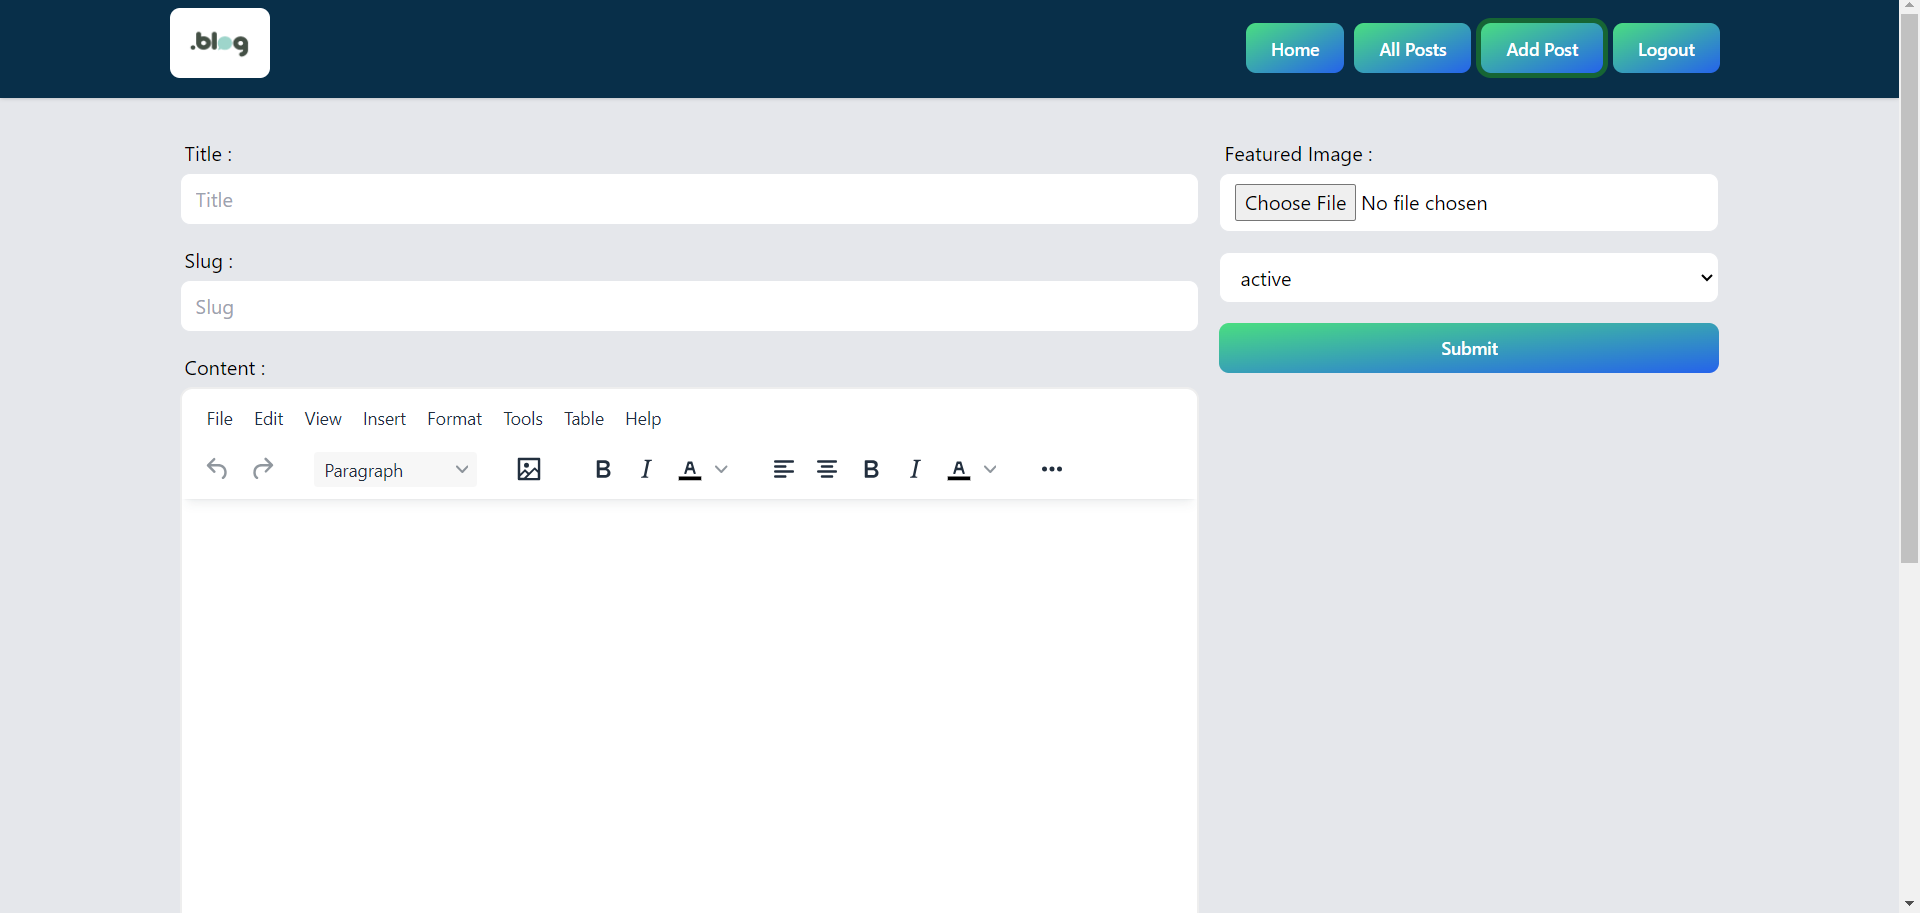 .blog
Home All Posts Add Post Logout
Title :
Title
Slug :
Slug
Content :
File Edit View Insert Format Tools Table Help
Paragraph B I A B I A
Featured Image :
Choose File No file chosen
active
Submit